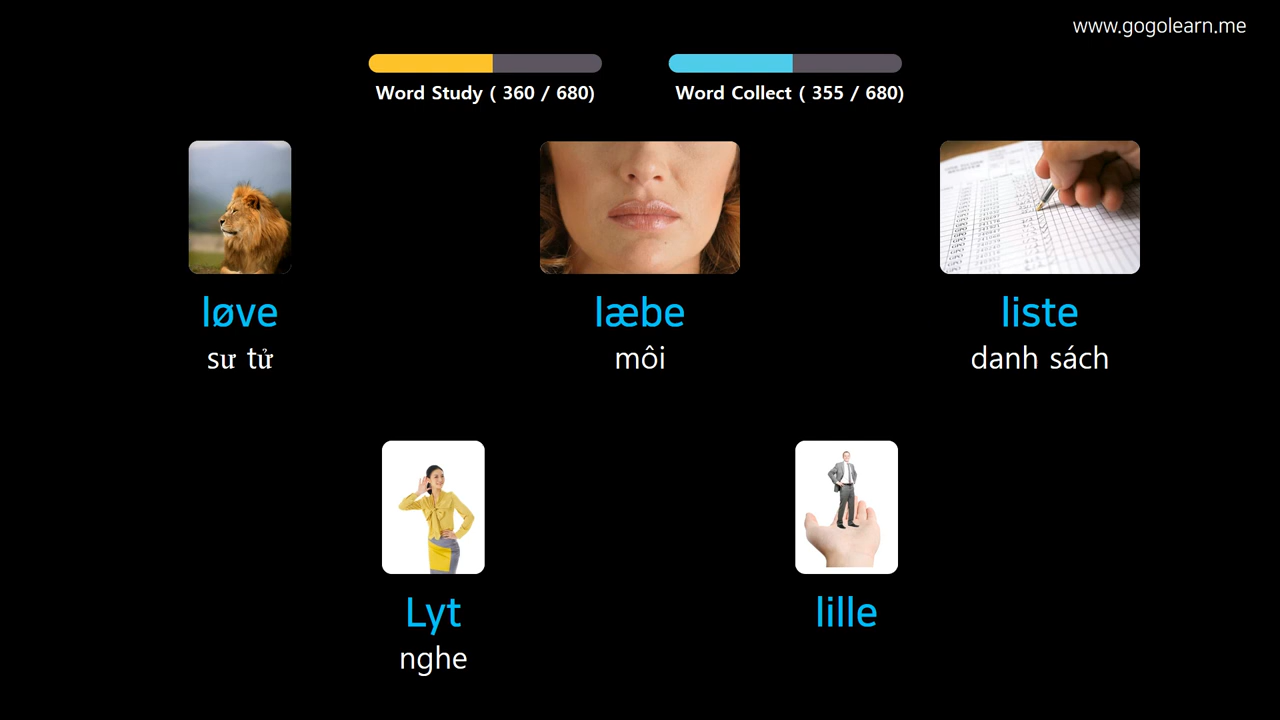 www.gogolearn.me
Word Study ( 360 / 680)
Word Collect ( 355 / 680)
løve
sư tử
læbe
môi
liste
danh sách
Lyt
nghe
lille